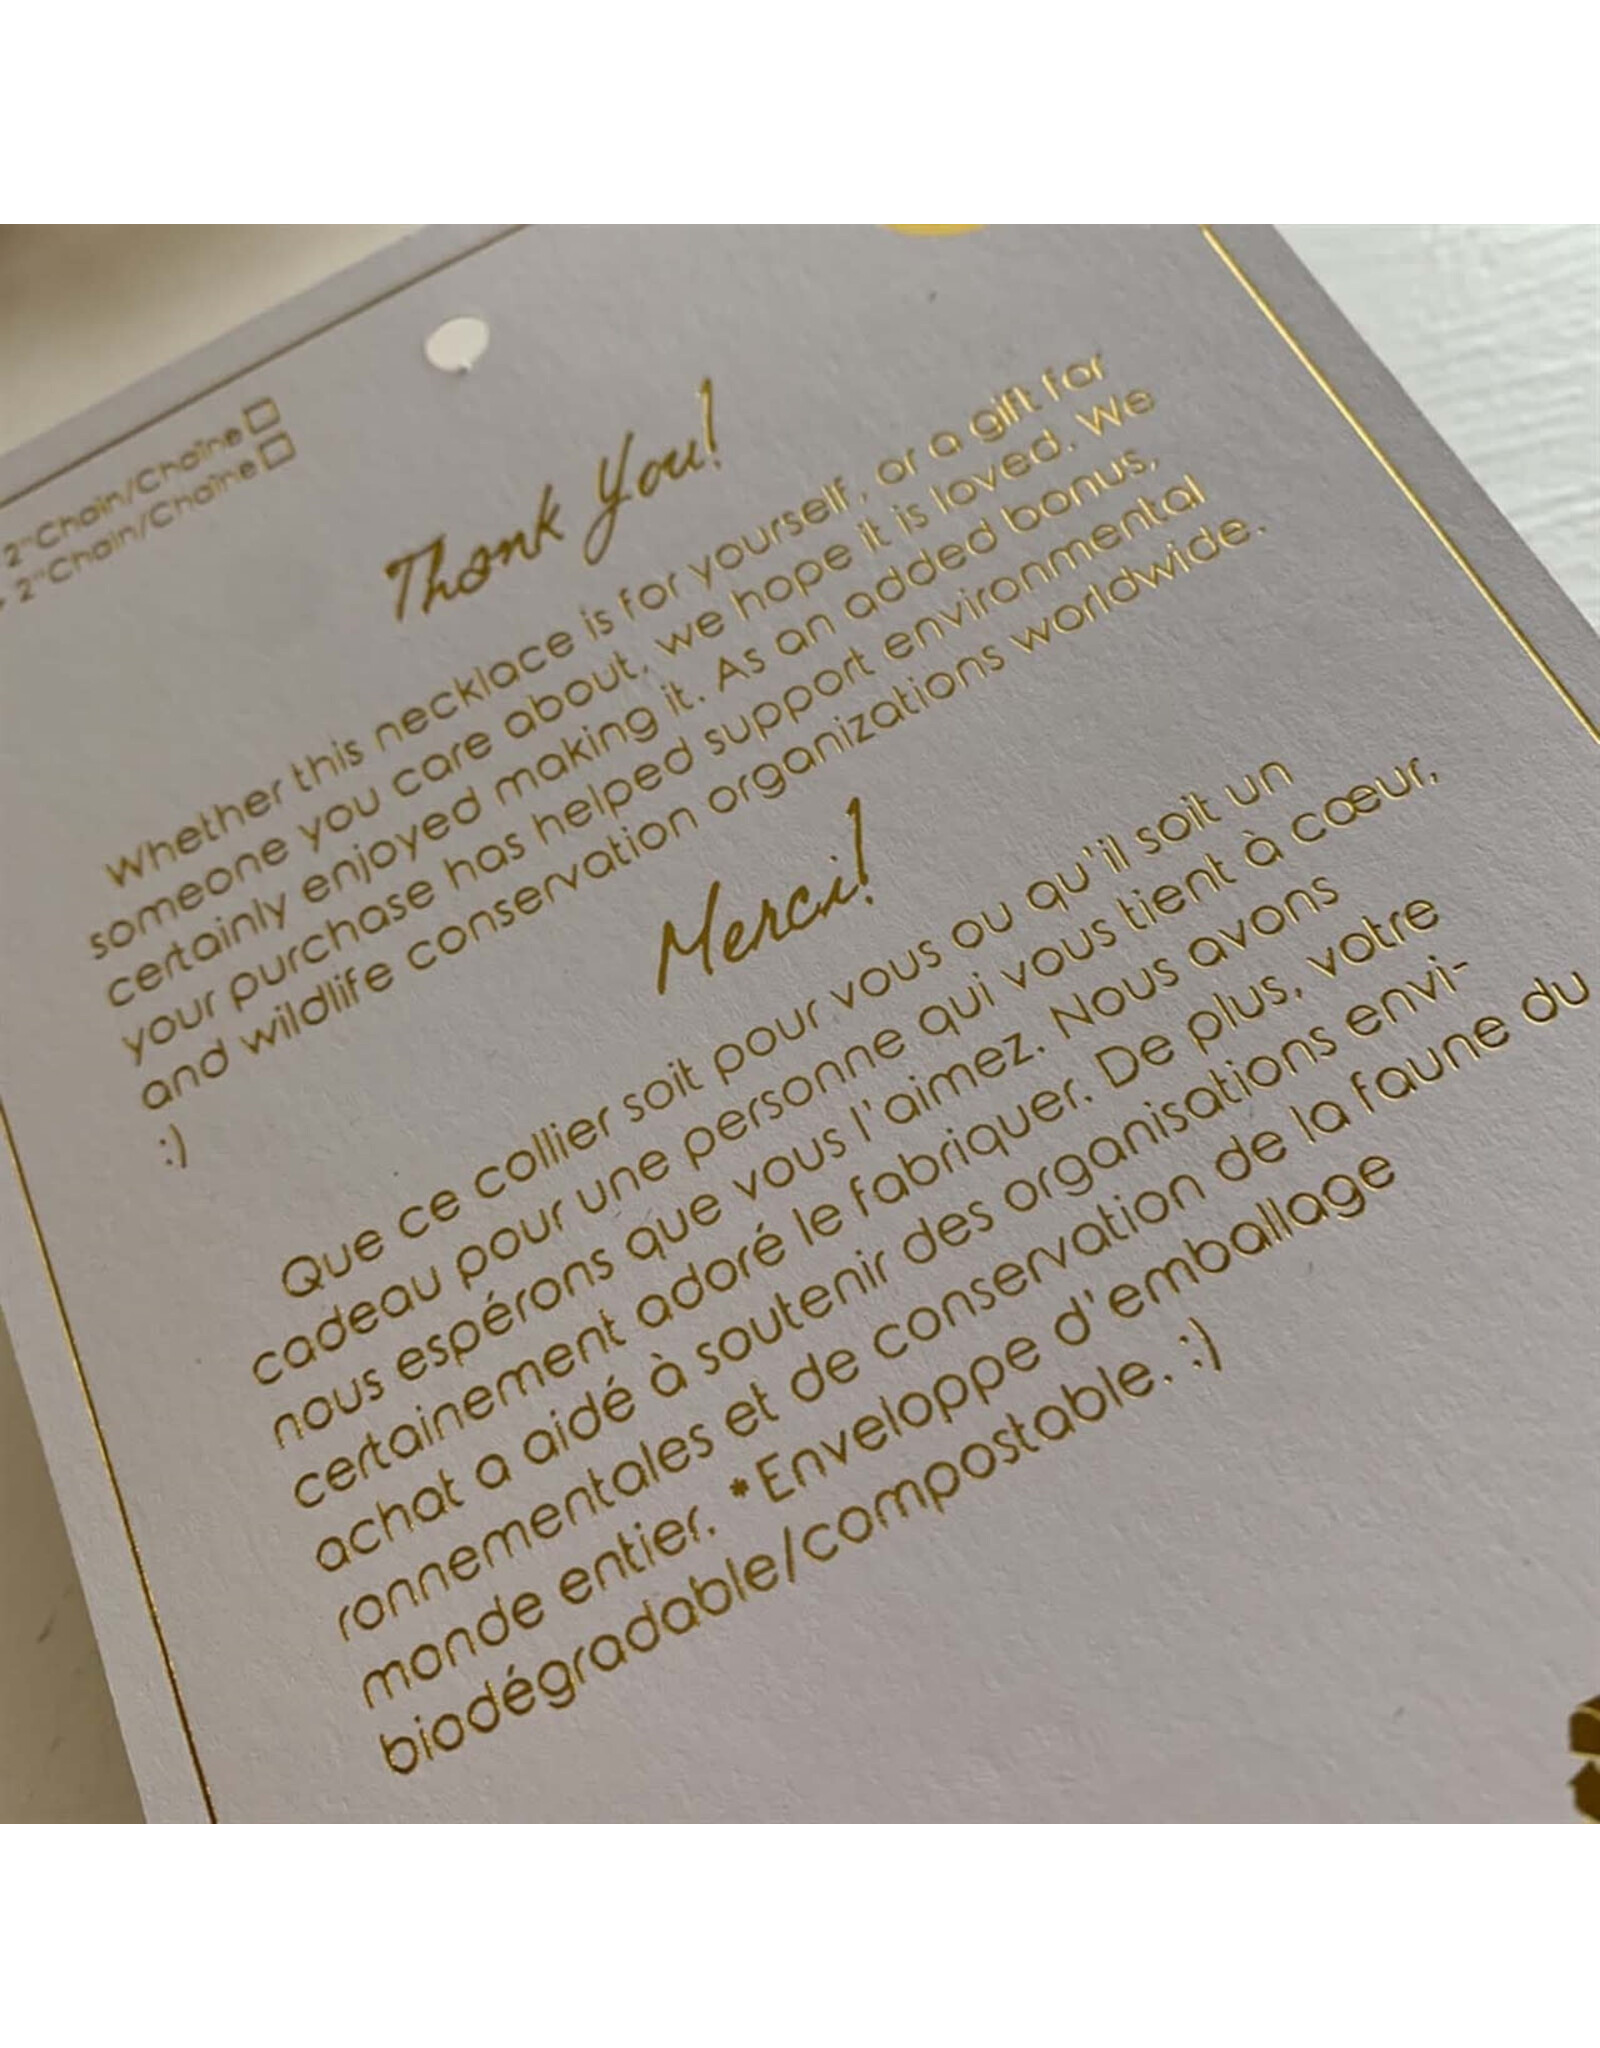 2"Chain/Chaîne
2"Chain/Chaîne
Thank You!
Whether this necklace is for yourself, or a gift for
someone you care about, we hope it is loved. We
certainly enjoyed making it. As an added bonus,
your purchase has helped support environmental
and wildlife conservation organizations worldwide.
:)
Merci!
Que ce collier soit pour vous ou qu'il soit un
cadeau pour une personne qui vous tient à cœur,
nous espérons que vous l'aimez. Nous avons
certainement adoré le fabriquer. De plus, votre
achat a aidé à soutenir des organisations envi-
ronnementales et de conservation de la faune du
monde entier. *Enveloppe d'emballage
biodégradable/compostable. :)